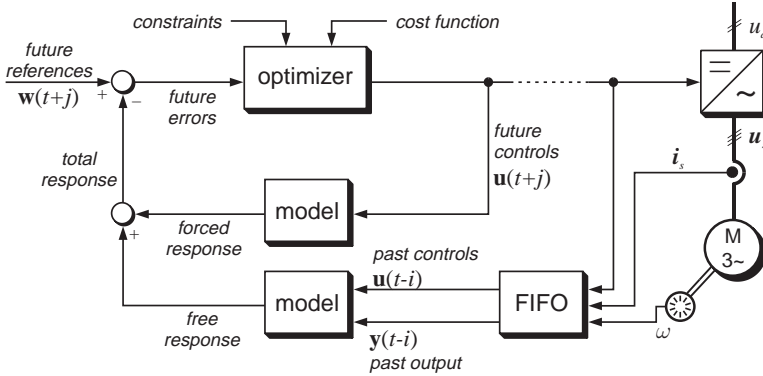 constraints
cost function
future
references
w(t+j)
+
−
future
errors
optimizer
=
~
total
response
future
controls
u(t+j)
i_s
+
forced
response
model
M
3~
past controls
u(t-i)
model
FIFO
free
response
y(t-i)
past output
ω